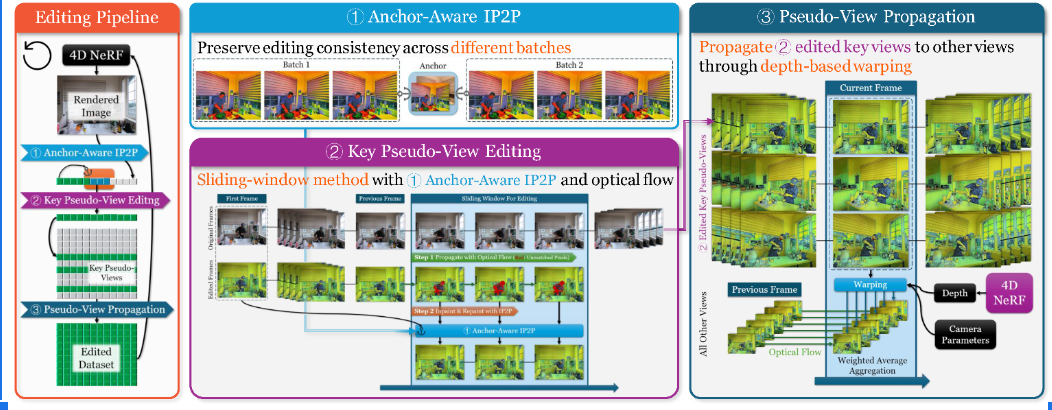 Editing Pipeline
4D NeRF
Rendered
Image
① Anchor-Aware IP2P
② Key Pseudo-View Editng
Key Pseudo-
Views
③ Pseudo-View Propagation
Edited
Dataset
① Anchor-Aware IP2P
Preserve editing consistency across different batches
Batch 1
Anchor
Batch 2
② Key Pseudo-View Editing
Sliding-window method with ① Anchor-Aware IP2P and optical flow
First Frame
Previous Frame
Sliding Window For Editing
Original Frames
Edited Frames
Step 1 Propagate with Optical Flow ( : Unmatched Pixels)
Step 2 Inpaint & Repaint with IP2P
① Anchor-Aware IP2P
③ Pseudo-View Propagation
Propagate ② edited key views to other views
through depth-based warping
Current Frame
② Edited Key Pseudo-Views
Warping
Previous Frame
Depth
4D
NeRF
Camera
Parameters
All Other Views
Optical Flow
Weighted Average
Aggregation